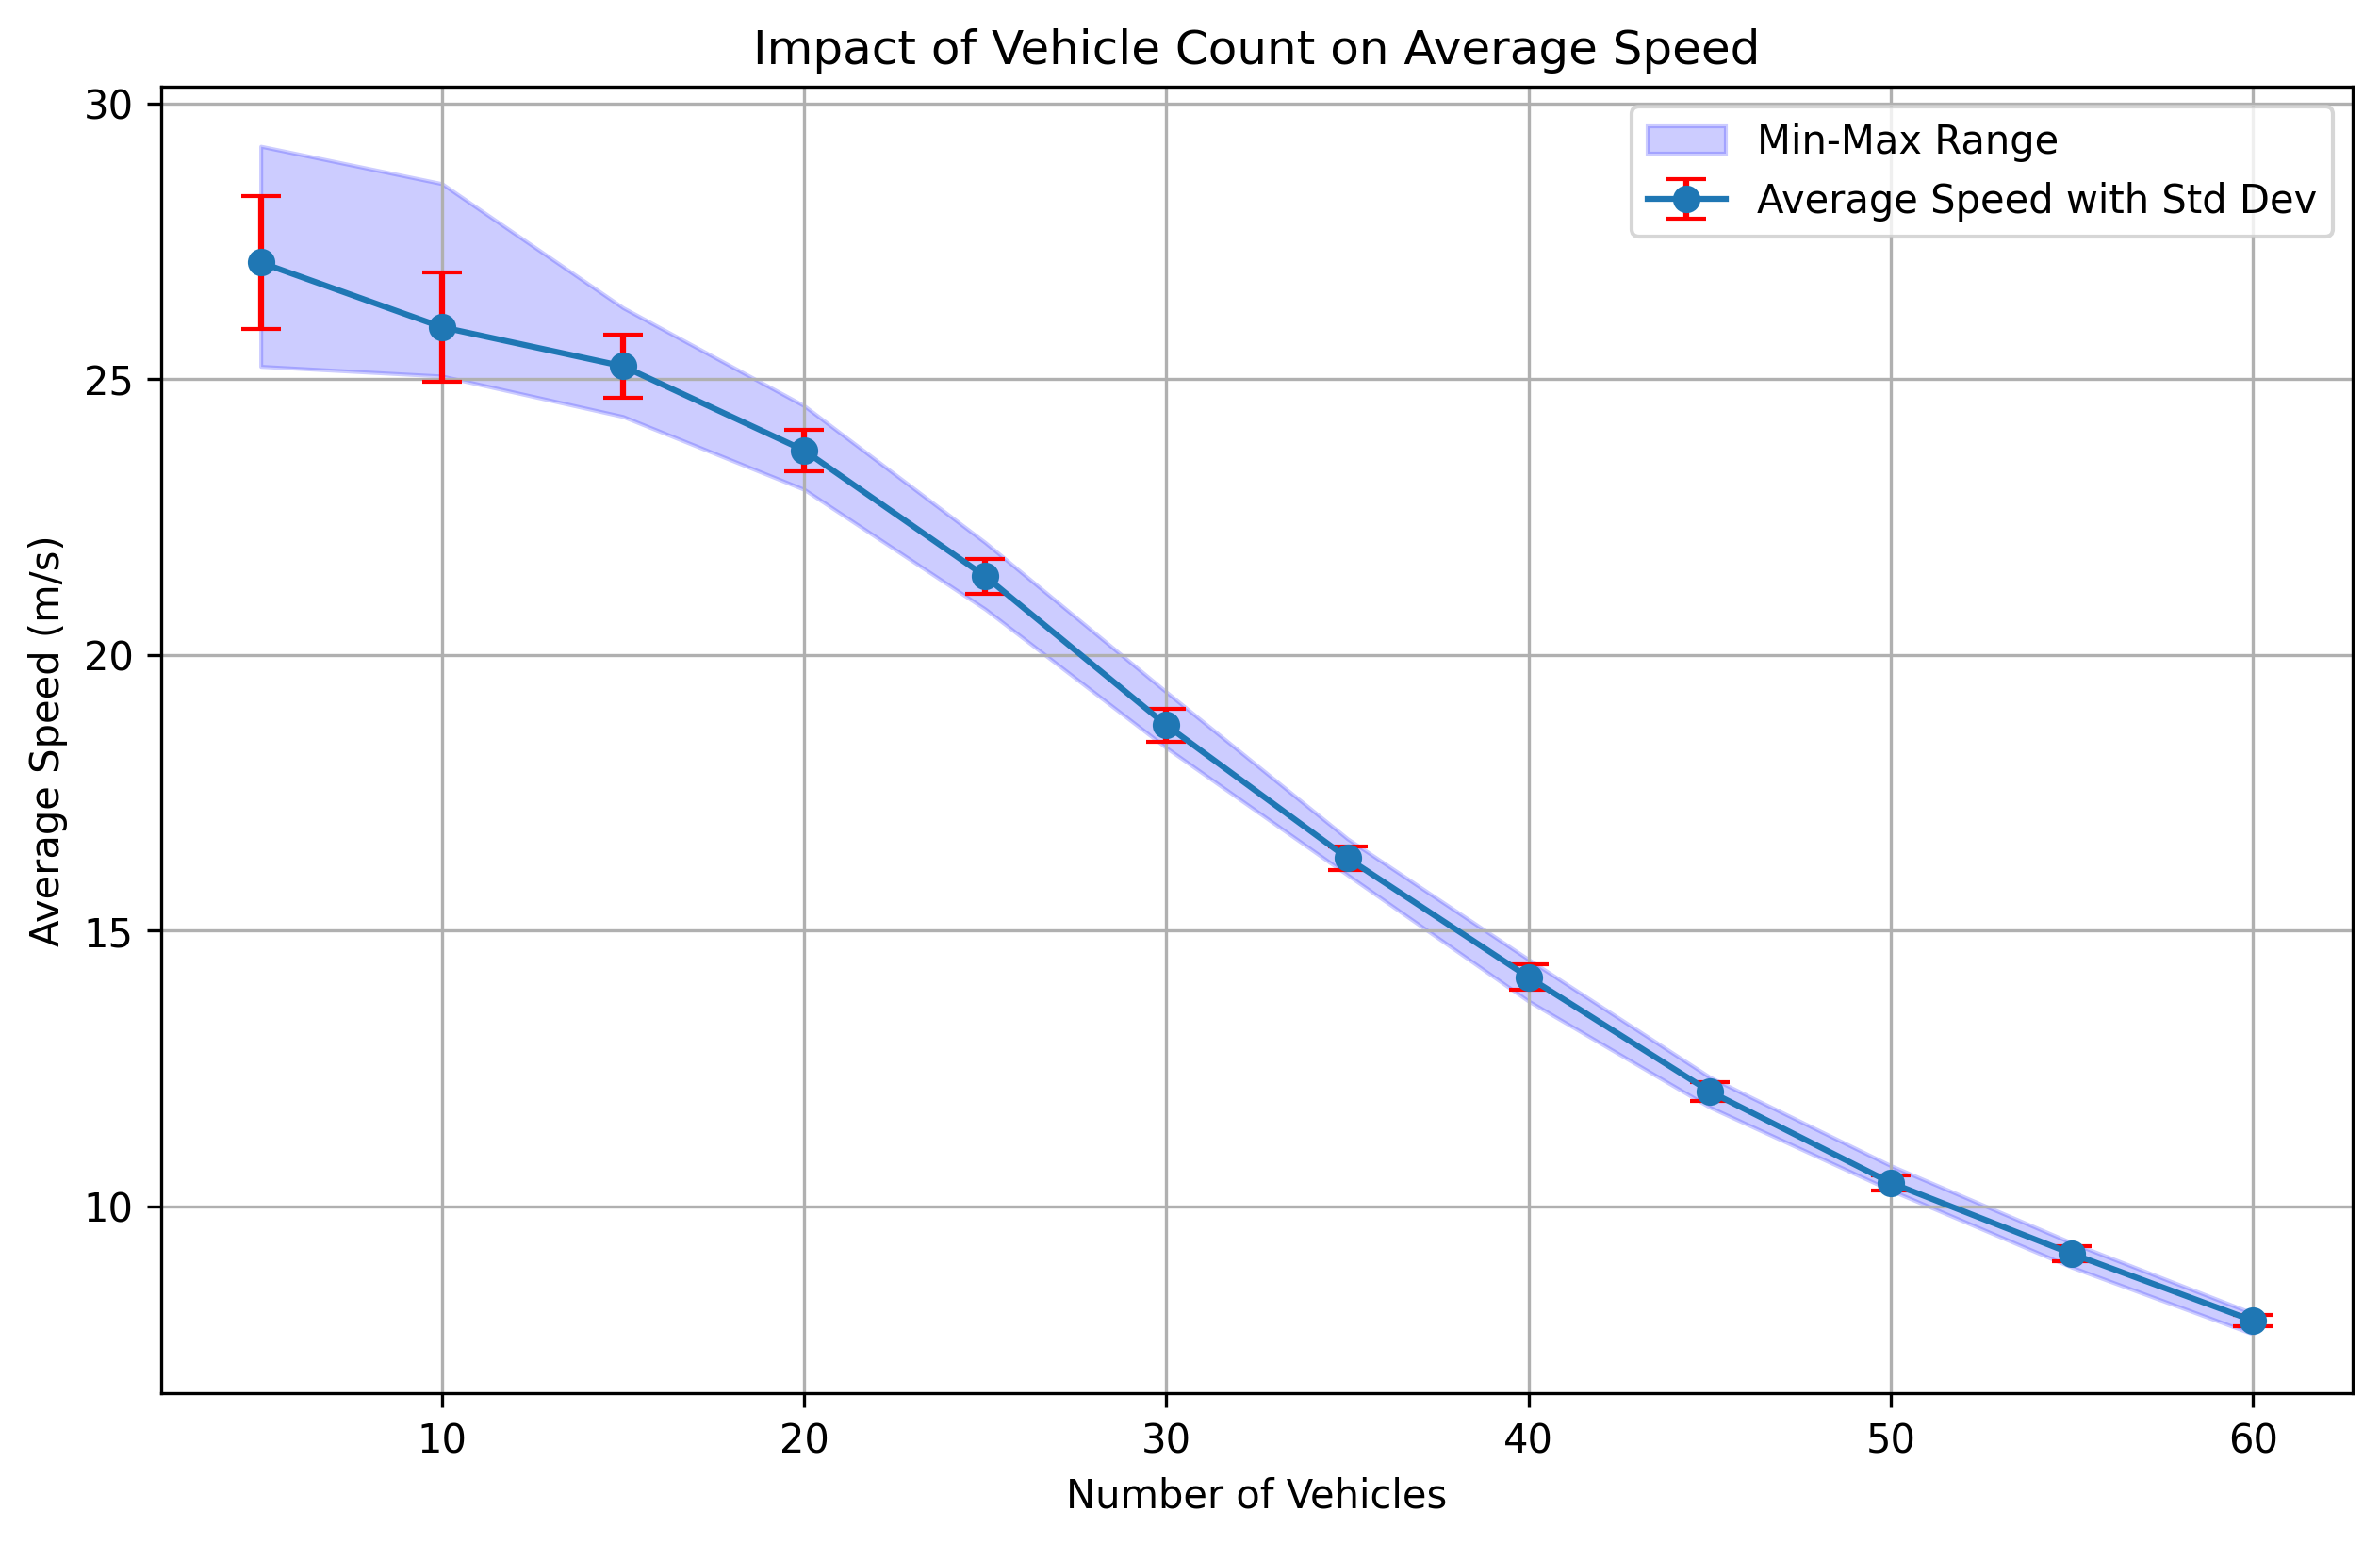 Impact of Vehicle Count on Average Speed
Min-Max Range
Average Speed with Std Dev
Average Speed (m/s)
30
25
20
15
10
10 20 30 40 50 60
Number of Vehicles